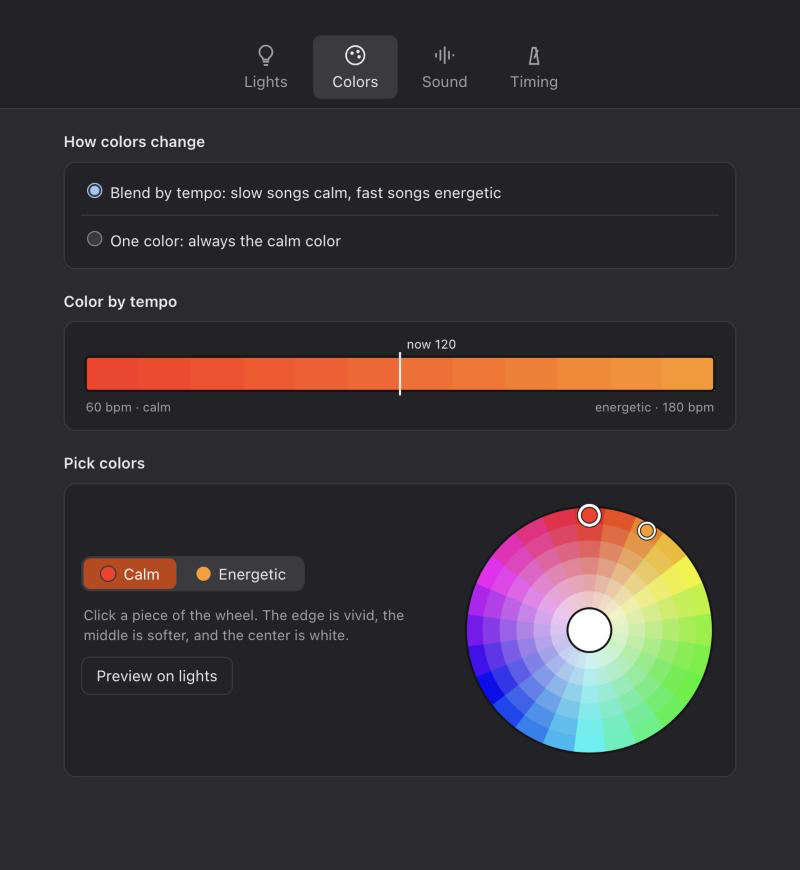 Lights
Colors
Sound
Timing
How colors change
Blend by tempo: slow songs calm, fast songs energetic
One color: always the calm color
Color by tempo
now 120
60 bpm · calm
energetic · 180 bpm
Pick colors
Calm
Energetic
Click a piece of the wheel. The edge is vivid, the
middle is softer, and the center is white.
Preview on lights